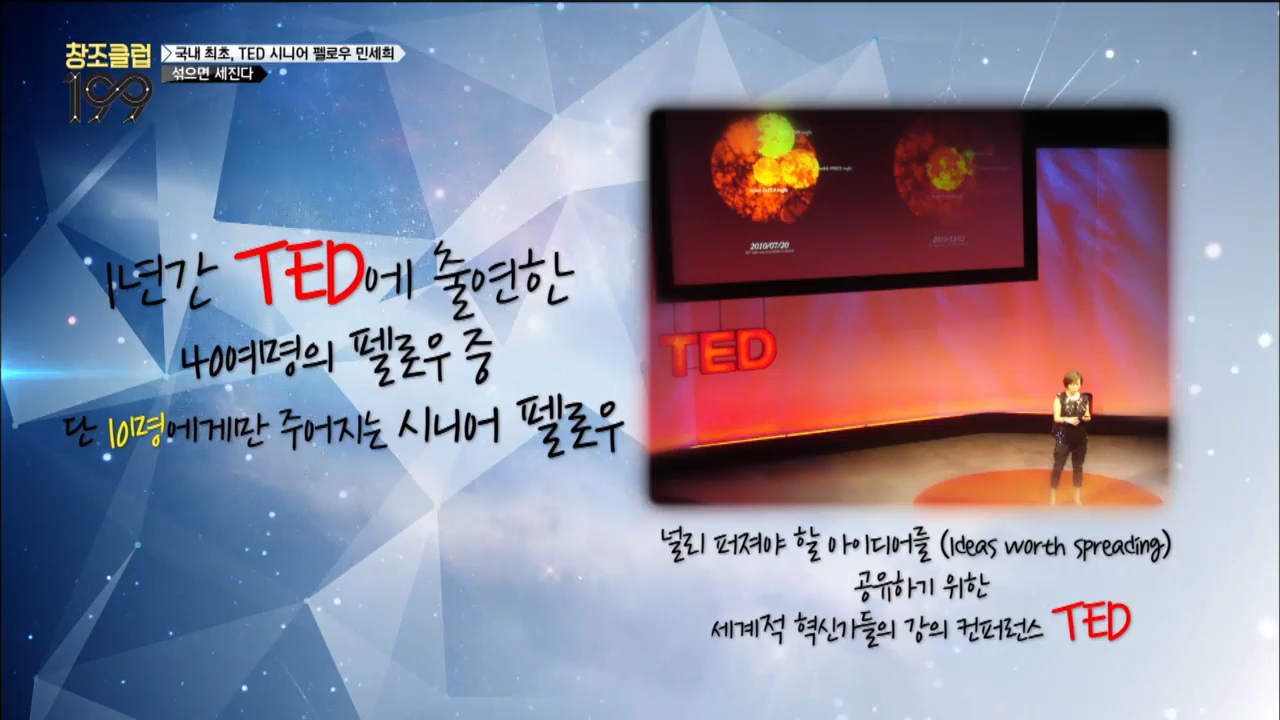 창조클럽
199
국내 최초, TED 시니어 펠로우 민세희
섞으면 세진다
1년간 TED에 출연한
40여명의 펠로우 중
단 10명에게만 주어지는 시니어 펠로우
2010/07/20
TED
널리 퍼져야 할 아이디어를 (Ideas worth spreading)
공유하기 위한
세계적 혁신가들의 강의 컨퍼런스 TED